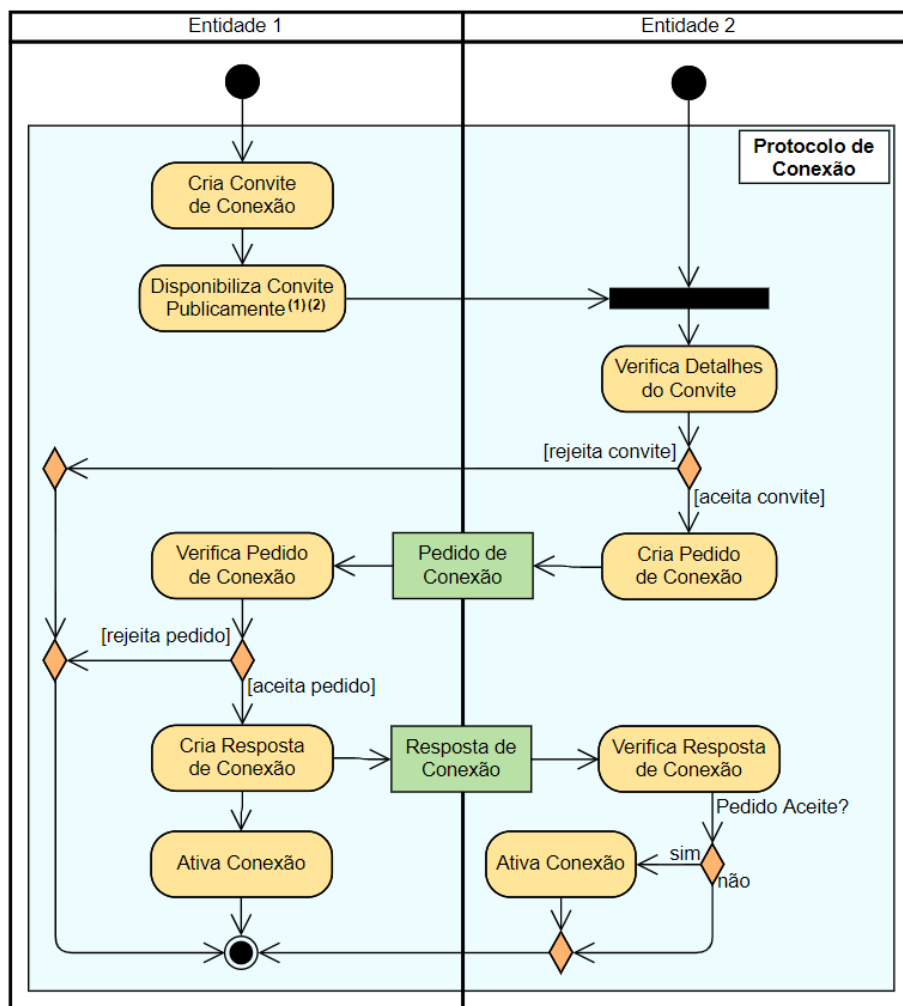 Entidade 1
Entidade 2
Protocolo de
Conexão
Cria Convite
de Conexão
Disponibiliza Convite
Publicamente (1) (2)
Verifica Detalhes
do Convite
[rejeita convite]
[aceita convite]
Verifica Pedido
de Conexão
Pedido de
Conexão
Cria Pedido
de Conexão
[rejeita pedido]
[aceita pedido]
Cria Resposta
de Conexão
Resposta de
Conexão
Verifica Resposta
de Conexão
Pedido Aceite?
Ativa Conexão
Ativa Conexão
sim
não